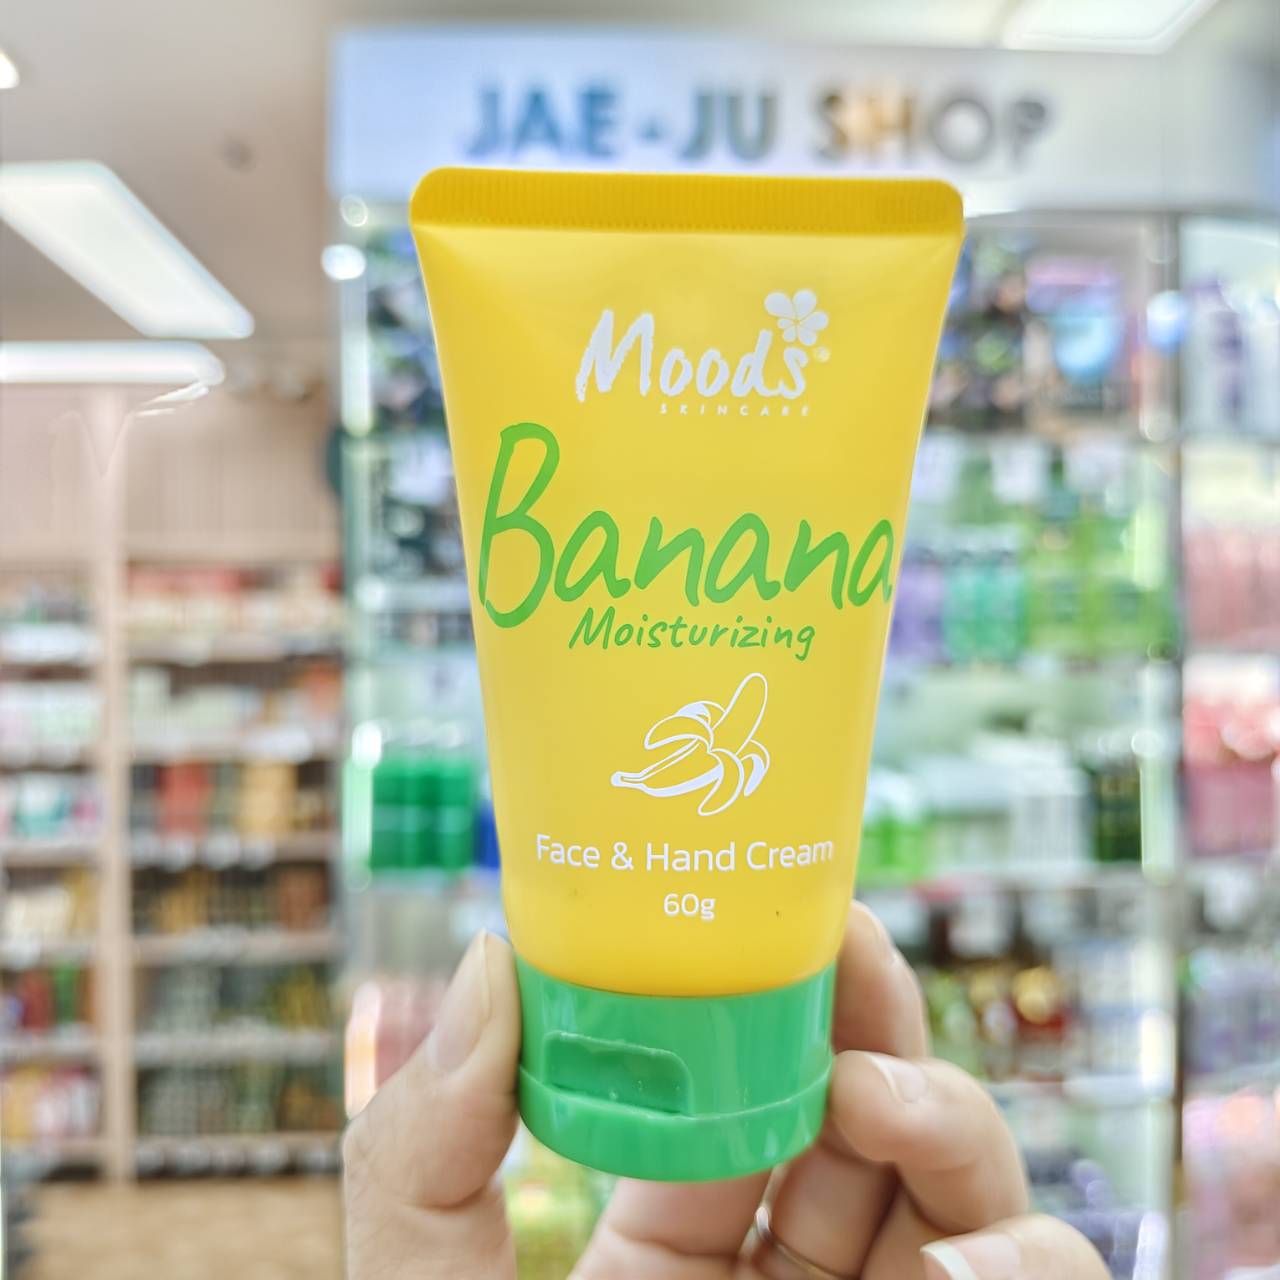 JAE-JU SHOP
Moods®
SKINCARE
Banana
Moisturizing
Face & Hand Cream
60g